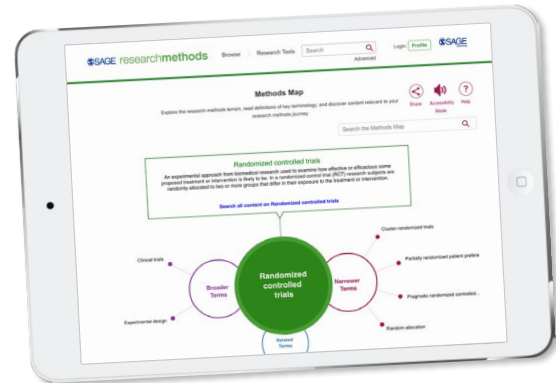 SAGE researchmethods Browse Research Tools Search Login Profile SAGE
Advanced
Methods Map
Explore the research methods terrain, read definitions of key terminology, and discover content relevant to your
research methods journey
Share Accessibility Mode Help
Search the Methods Map
Randomized controlled trials
An experimental approach from biomedical research used to examine how effective or efficacious some
proposed treatment or intervention is likely to be. In a randomized control trial (RCT) research subjects are
randomly allocated to two or more groups that differ in their exposure to the treatment or intervention.
Search all content on Randomized controlled trials
Cluster-randomized trials
Clinical trials
Partially randomized patient prefere
Broader
Terms
Randomized
controlled
trials
Narrower
Terms
Pragmatic randomized controlled...
Experimental design
Random allocation
Related
Terms